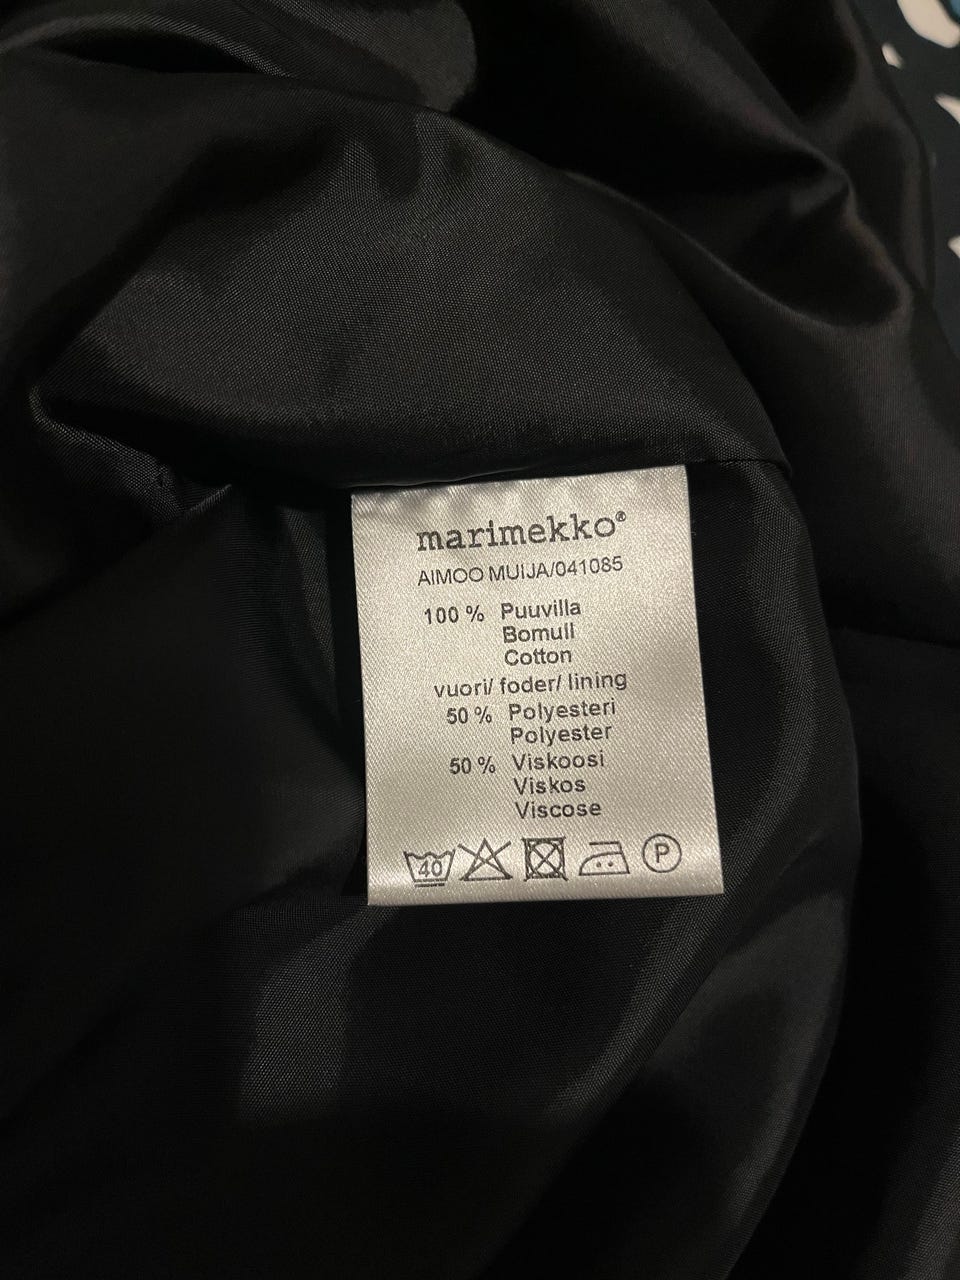 marimekko®
AIMOO MUIJA/041085
100 % Puuvilla
Bomull
Cotton
vuori/ foder/ lining
50 % Polyesteri
Polyester
50 % Viskoosi
Viskos
Viscose
40 P